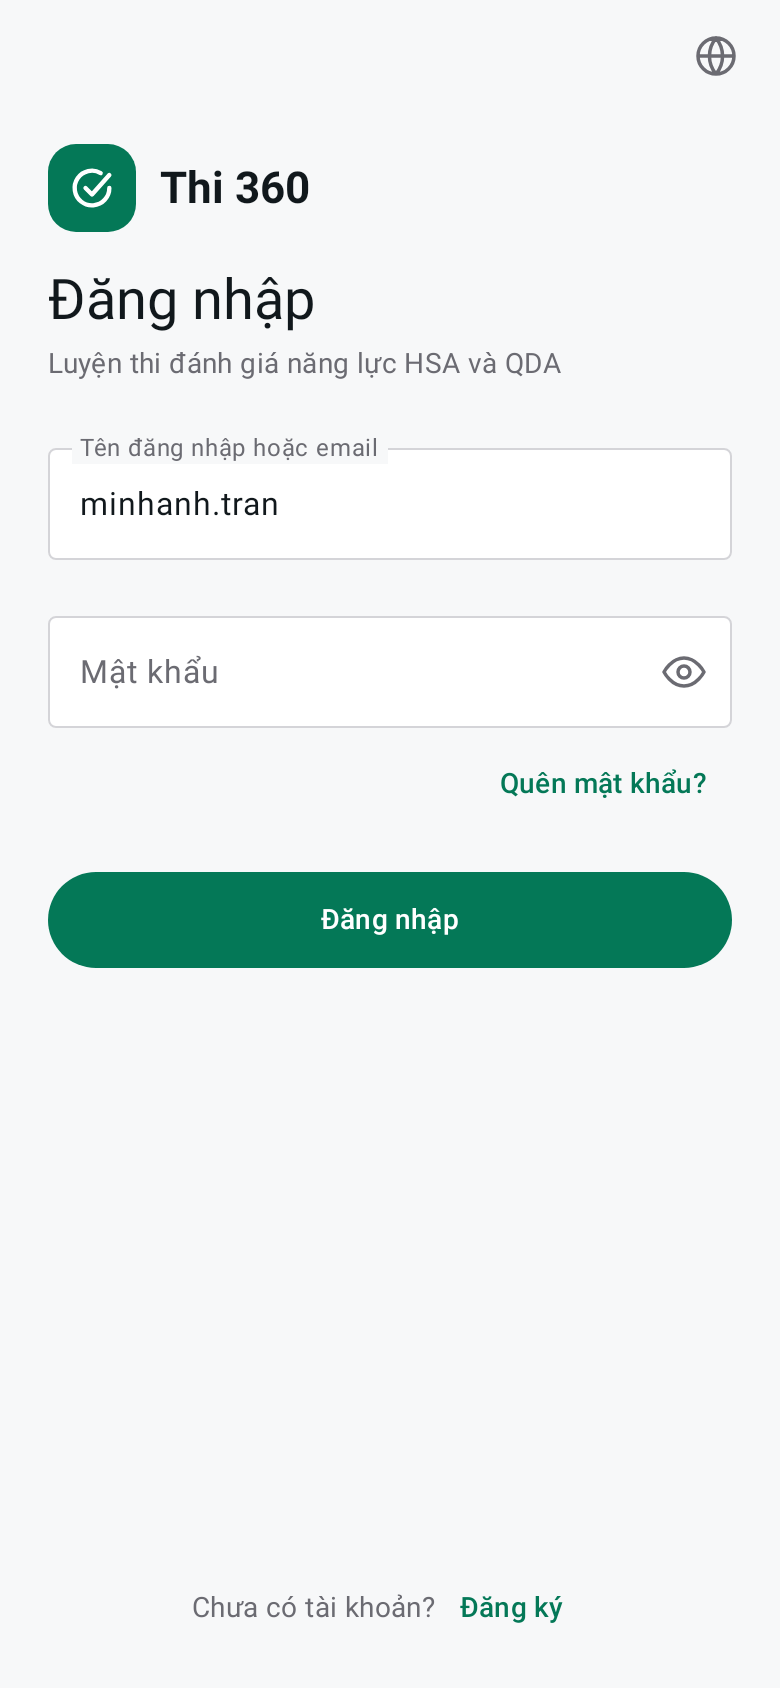 Thi 360
Đăng nhập
Luyện thi đánh giá năng lực HSA và QDA
Tên đăng nhập hoặc email
minhanh.tran
Mật khẩu
Quên mật khẩu?
Đăng nhập
Chưa có tài khoản? Đăng ký